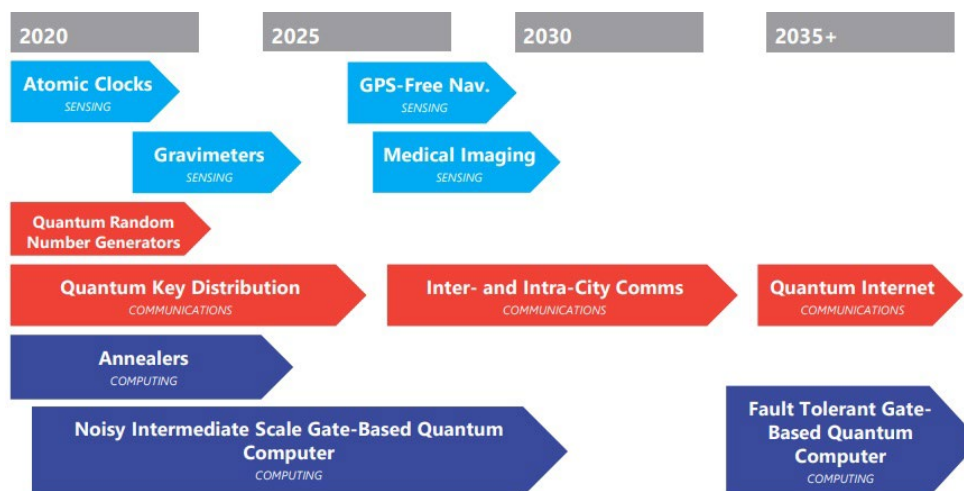 2020 2025 2030 2035+
Atomic Clocks
SENSING
GPS-Free Nav.
SENSING
Gravimeters
SENSING
Medical Imaging
SENSING
Quantum Random
Number Generators
Quantum Key Distribution
COMMUNICATIONS
Inter- and Intra-City Comms
COMMUNICATIONS
Quantum Internet
COMMUNICATIONS
Annealers
COMPUTING
Noisy Intermediate Scale Gate-Based Quantum
Computer
COMPUTING
Fault Tolerant Gate-
Based Quantum
Computer
COMPUTING